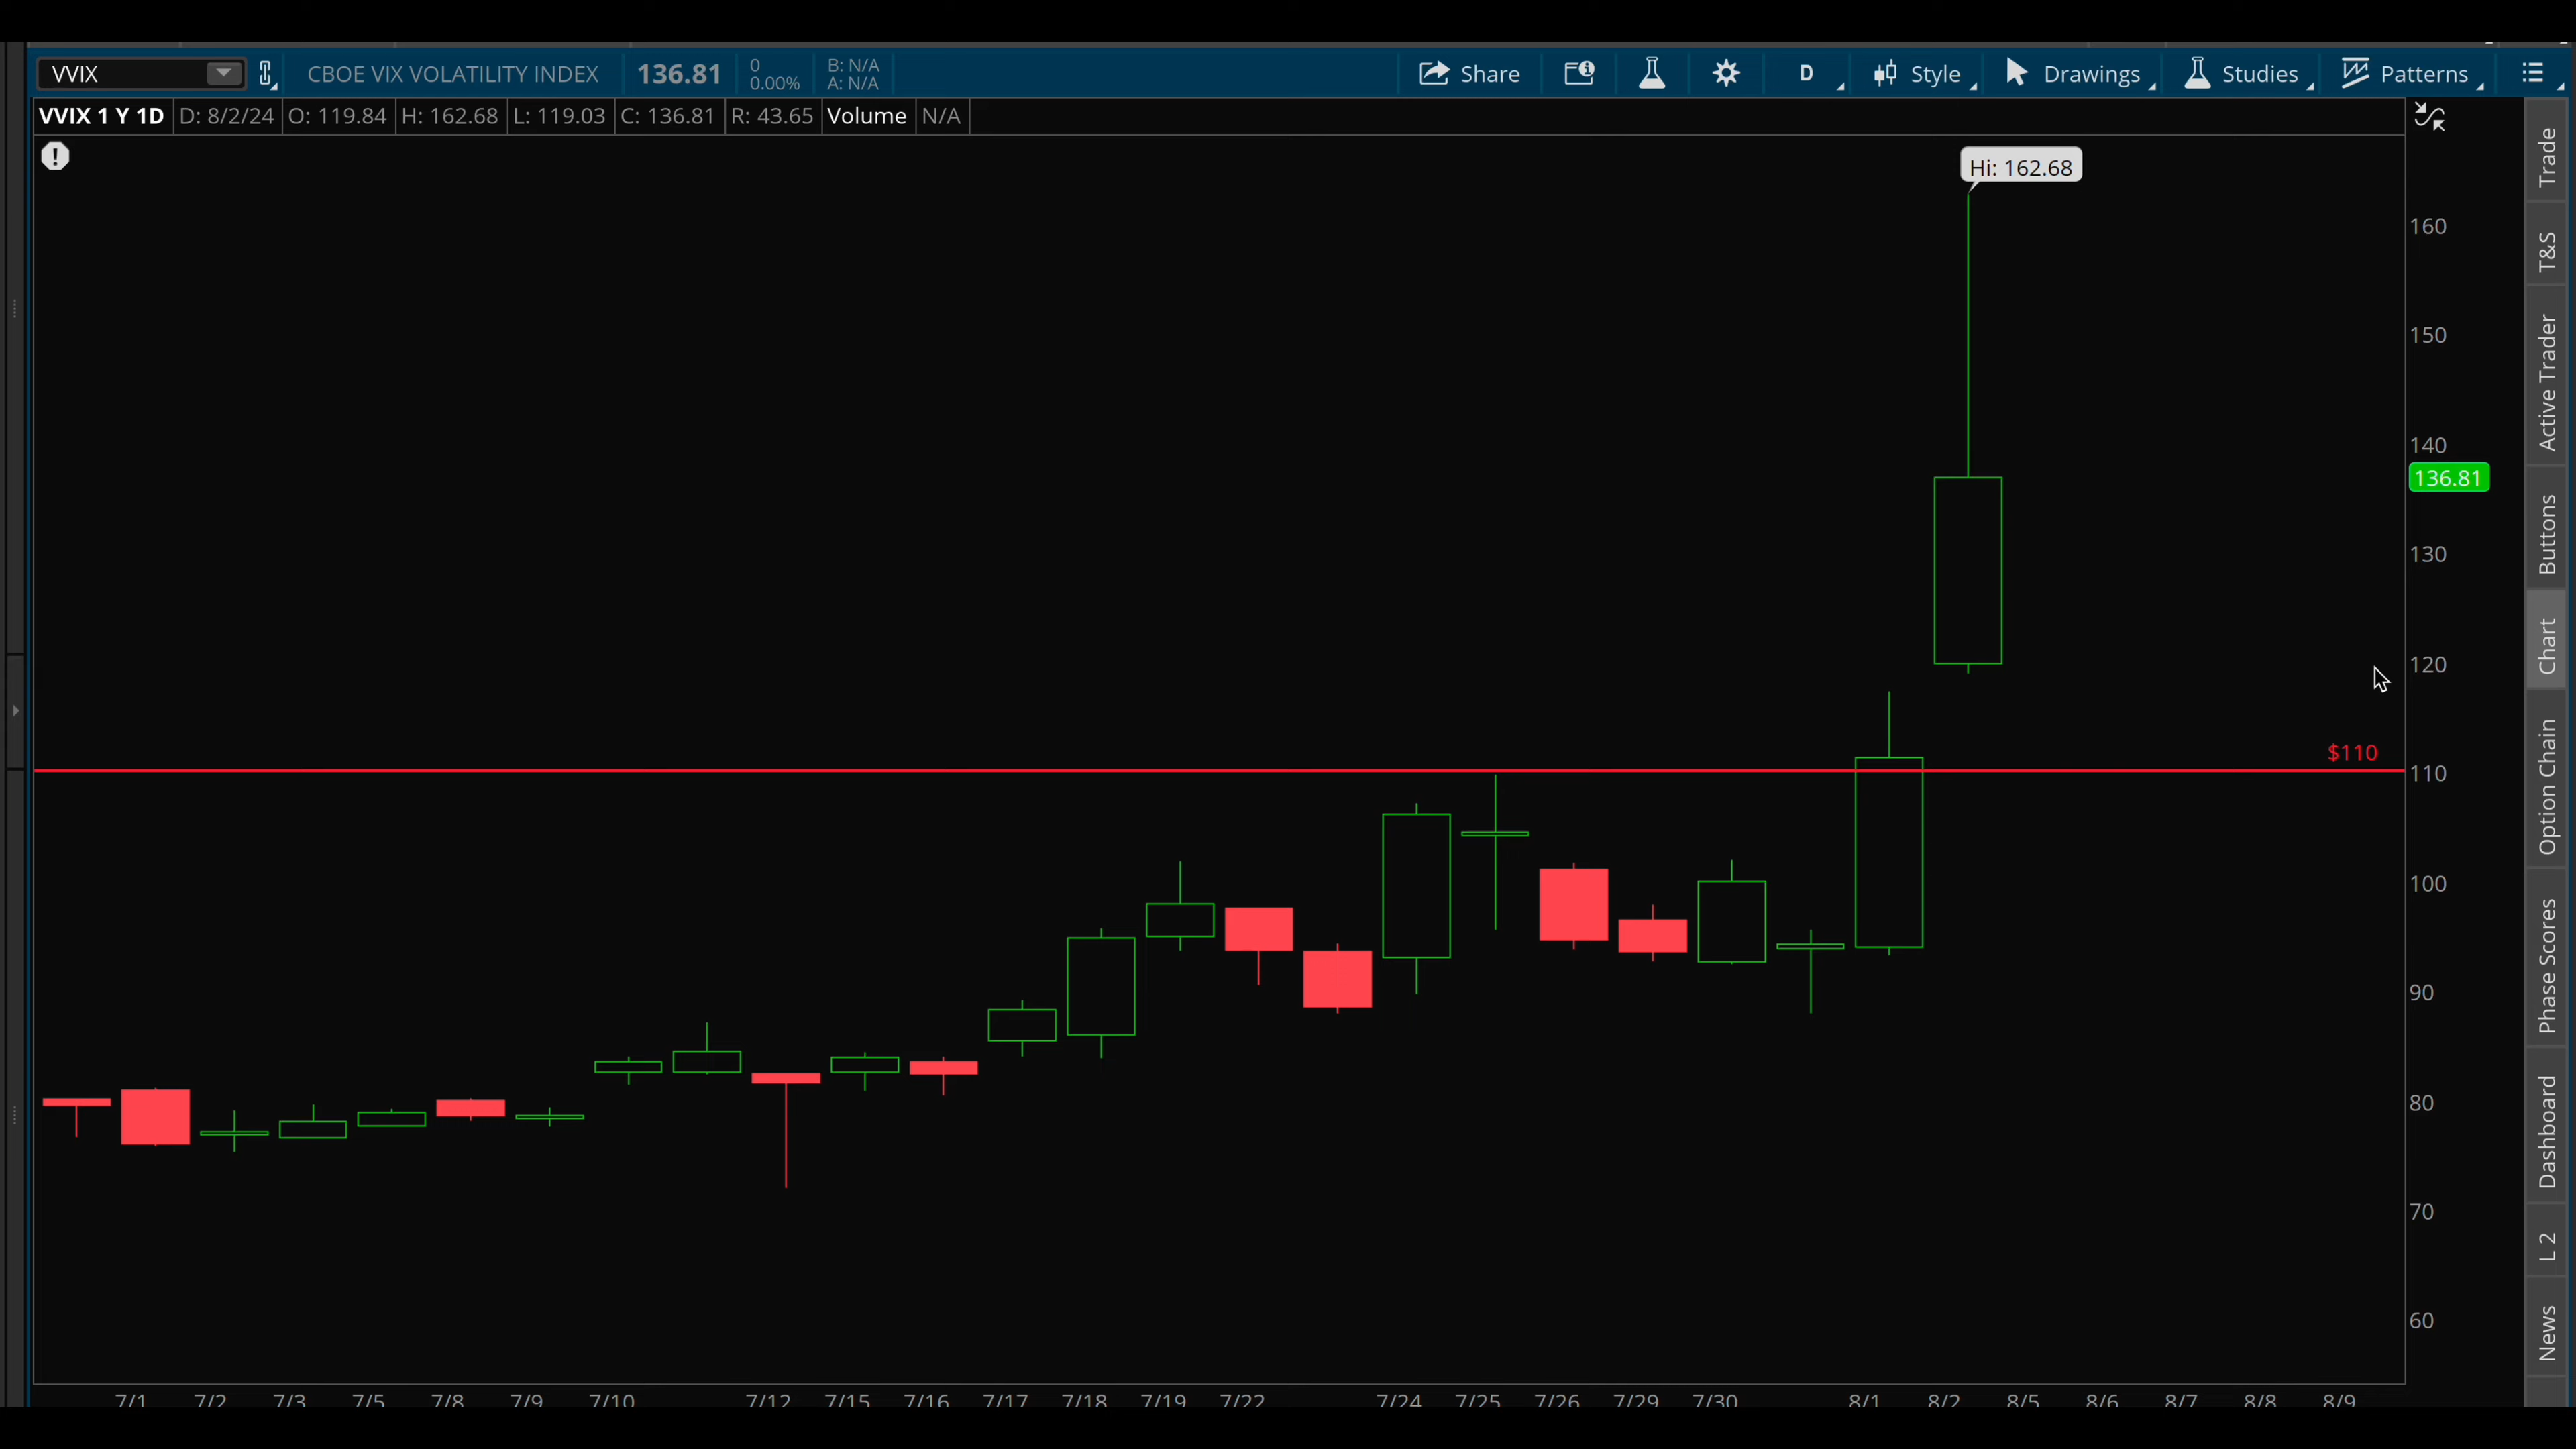 VVIX
CBOE VIX VOLATILITY INDEX
136.81
0
0.00%
B: N/A
A: N/A
Share
D
Style
Drawings
Studies
Patterns
VVIX 1 Y 1D D: 8/2/24 O: 119.84 H: 162.68 L: 119.03 C: 136.81 R: 43.65 Volume N/A
Hi: 162.68
160
150
140
136.81
130
120
$110
110
100
90
80
70
60
7/1 7/2 7/3 7/5 7/8 7/9 7/10 7/12 7/15 7/16 7/17 7/18 7/19 7/22 7/24 7/25 7/26 7/29 7/30 8/1 8/2 8/5 8/6 8/7 8/8 8/9
Trade
T&S
Active Trader
Buttons
Chart
Option Chain
Phase Scores
Dashboard
L 2
News